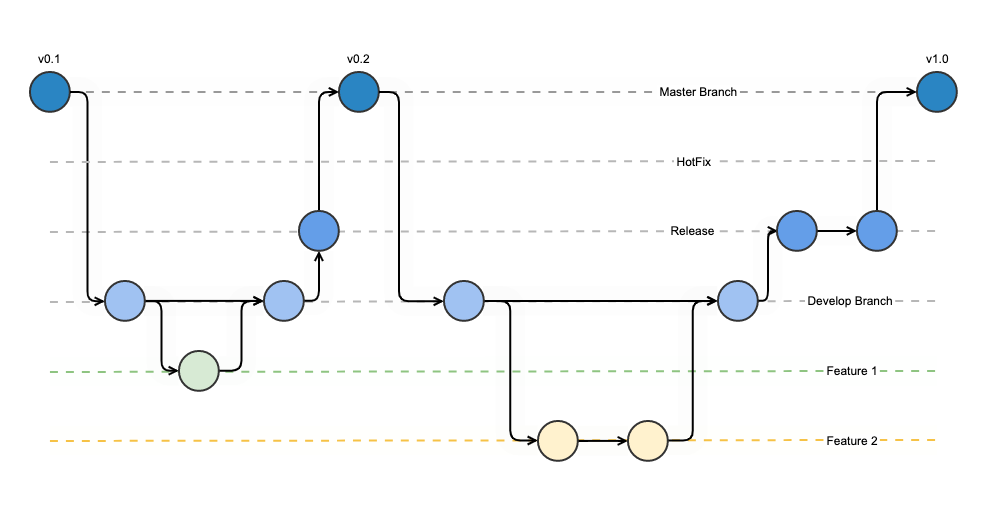 v0.1
v0.2
v1.0
Master Branch
HotFix
Release
Develop Branch
Feature 1
Feature 2